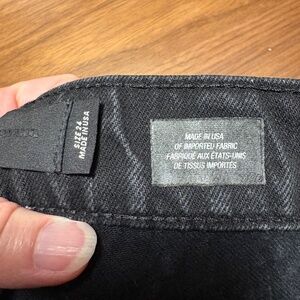 SIZE 24
MADE IN USA
MADE IN USA
OF IMPORTED FABRIC
FABRIQUÉ AUX ÉTATS-UNIS
DE TISSUS IMPORTÉS